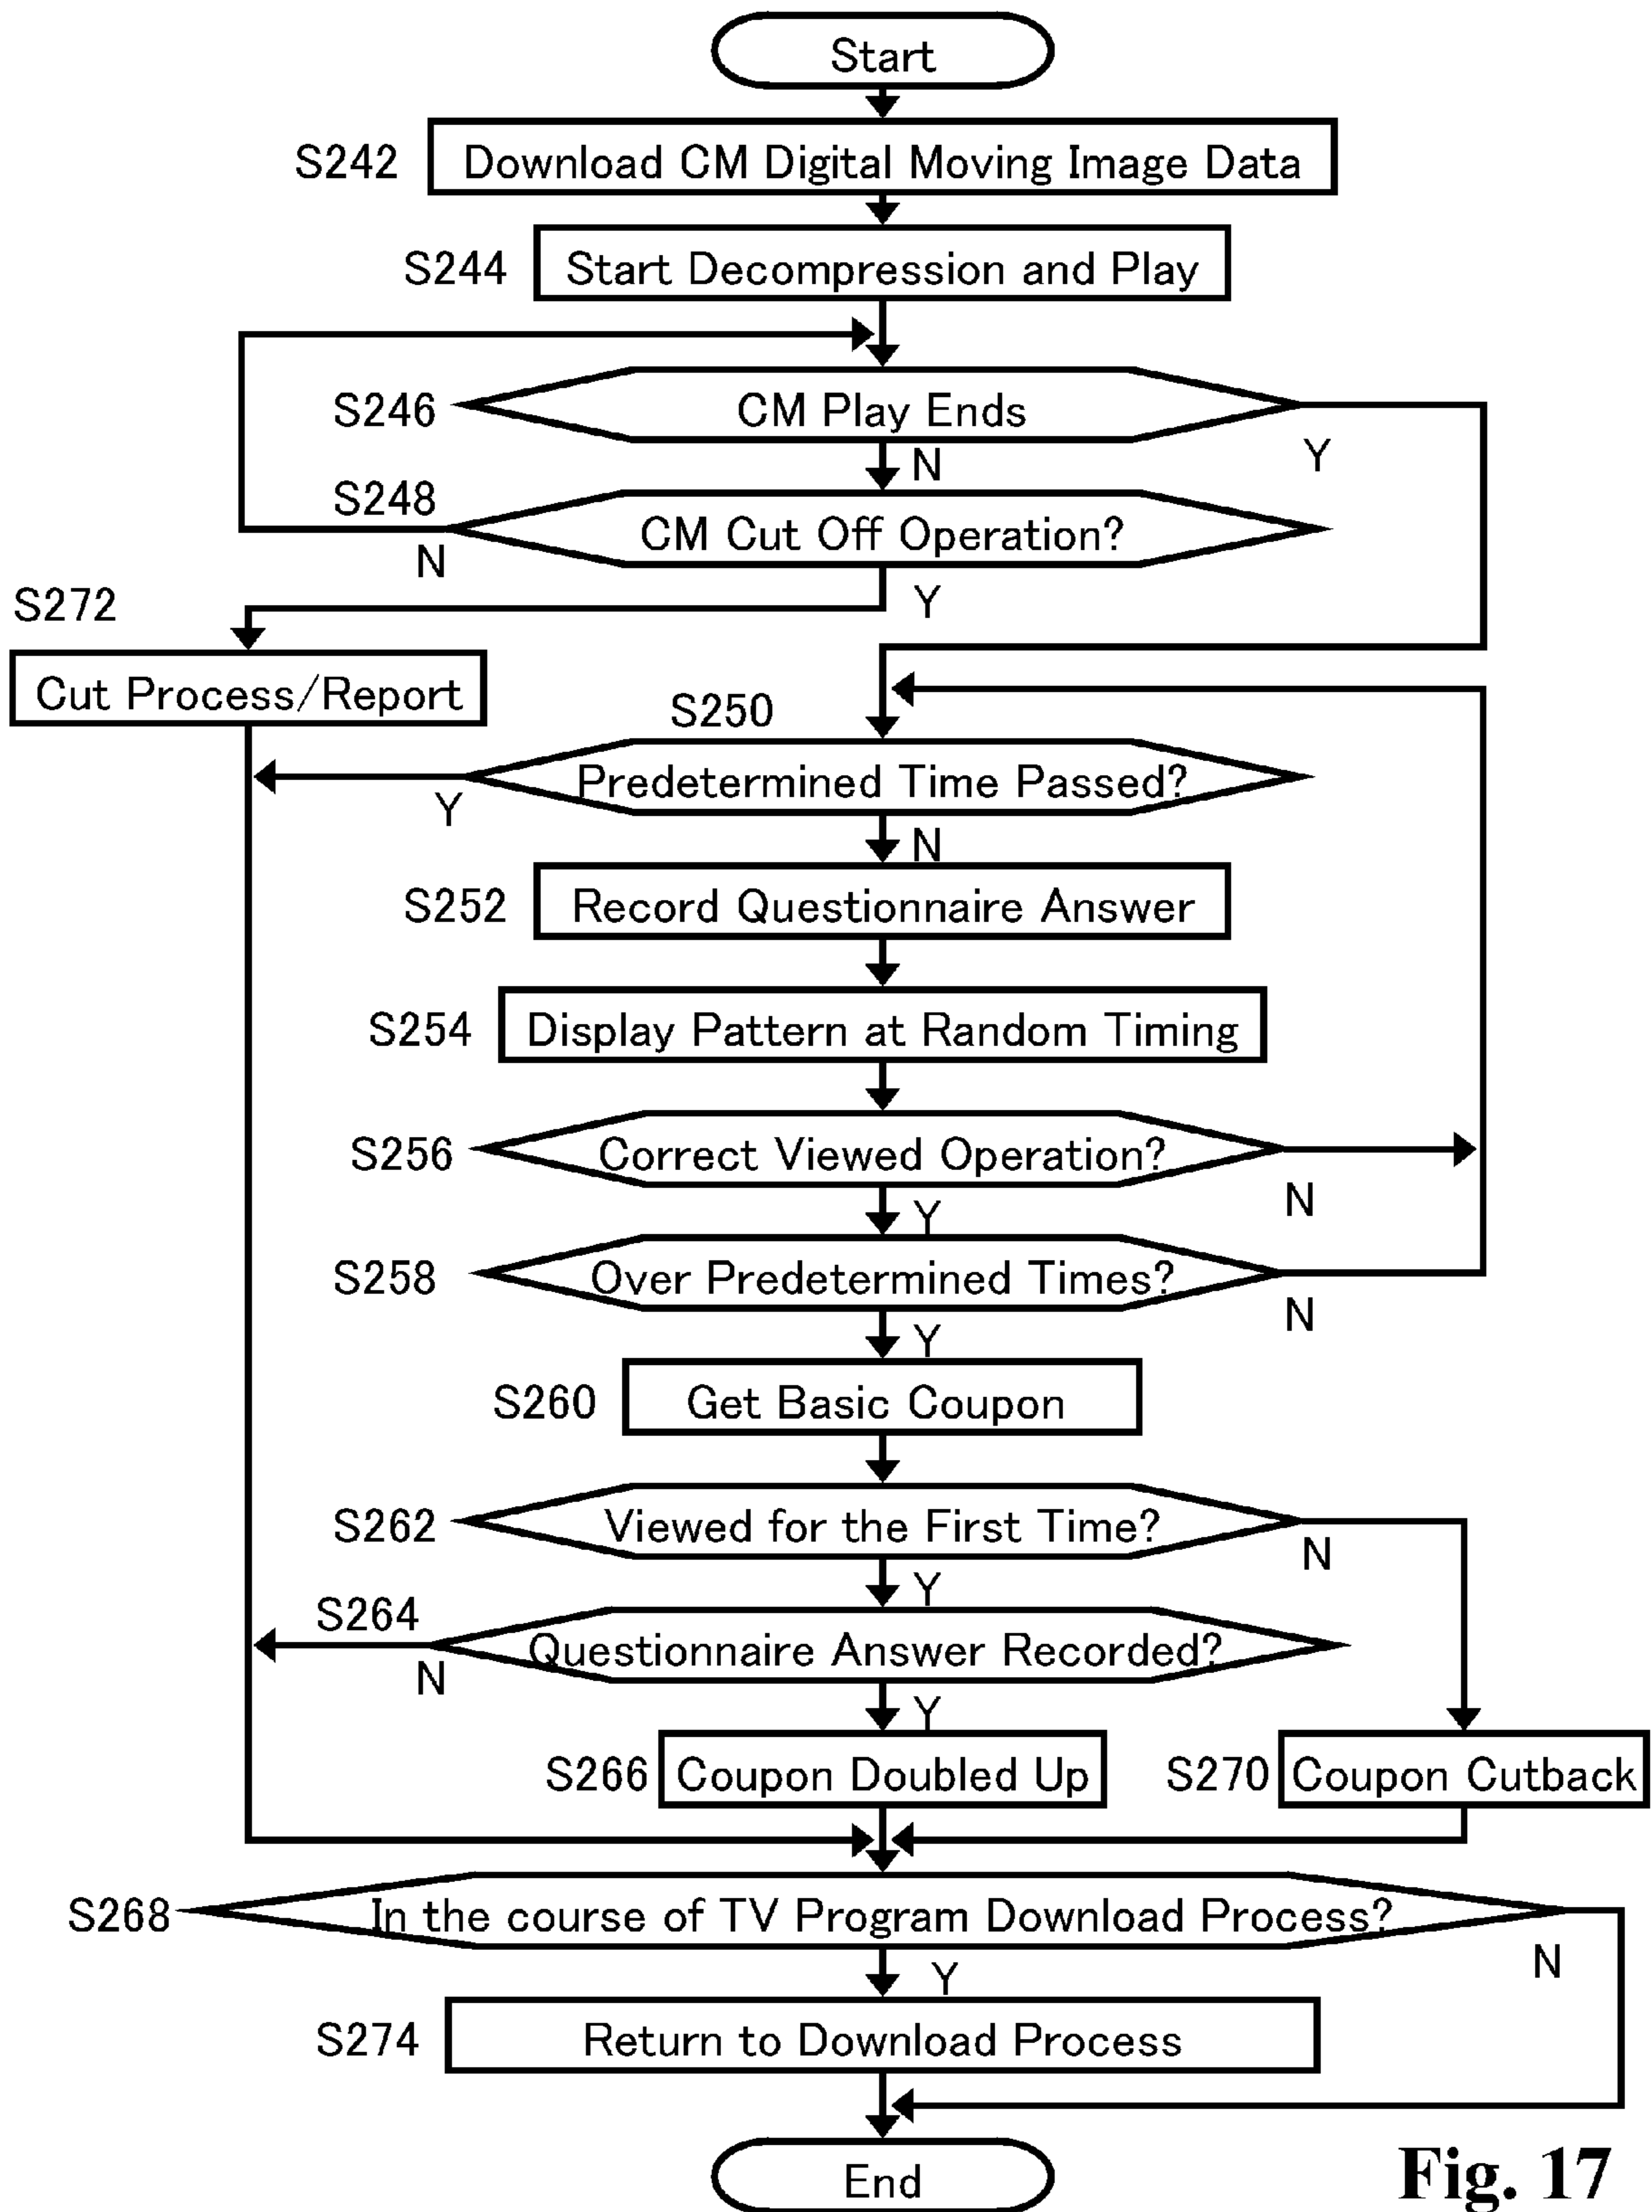 Start
S242
Download CM Digital Moving Image Data
S244
Start Decompression and Play
S246
CM Play Ends
Y
N
S248
CM Cut Off Operation?
N
Y
S272
Cut Process/Report
S250
Predetermined Time Passed?
Y
N
S252
Record Questionnaire Answer
S254
Display Pattern at Random Timing
S256
Correct Viewed Operation?
N
Y
S258
Over Predetermined Times?
N
Y
S260
Get Basic Coupon
S262
Viewed for the First Time?
N
Y
S264
Questionnaire Answer Recorded?
N
Y
S266
Coupon Doubled Up
S270
Coupon Cutback
S268
In the course of TV Program Download Process?
N
Y
S274
Return to Download Process
End
Fig. 17